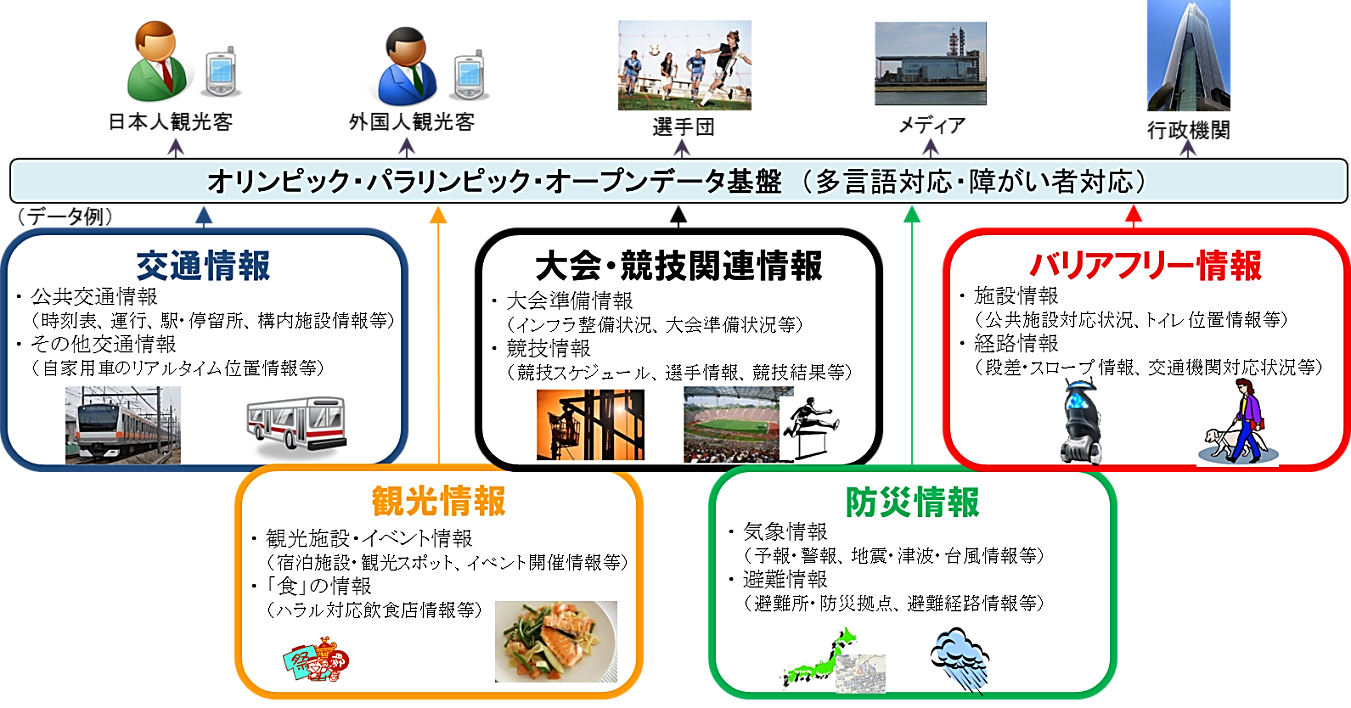 日本人観光客
外国人観光客
選手団
メディア
行政機関
オリンピック・パラリンピック・オープンデータ基盤 （多言語対応・障がい者対応）
（データ例）
交通情報
・公共交通情報
（時刻表、運行、駅・停留所、構内施設情報等）
・その他交通情報
（自家用車のリアルタイム位置情報等）
大会・競技関連情報
・大会準備情報
（インフラ整備状況、大会準備状況等）
・競技情報
（競技スケジュール、選手情報、競技結果等）
バリアフリー情報
・施設情報
（公共施設対応状況、トイレ位置情報等）
・経路情報
（段差・スロープ情報、交通機関対応状況等）
観光情報
・観光施設・イベント情報
（宿泊施設・観光スポット、イベント開催情報等）
・「食」の情報
（ハラル対応飲食店情報等）
祭
防災情報
・気象情報
（予報・警報、地震・津波・台風情報等）
・避難情報
（避難所・防災拠点、避難経路情報等）